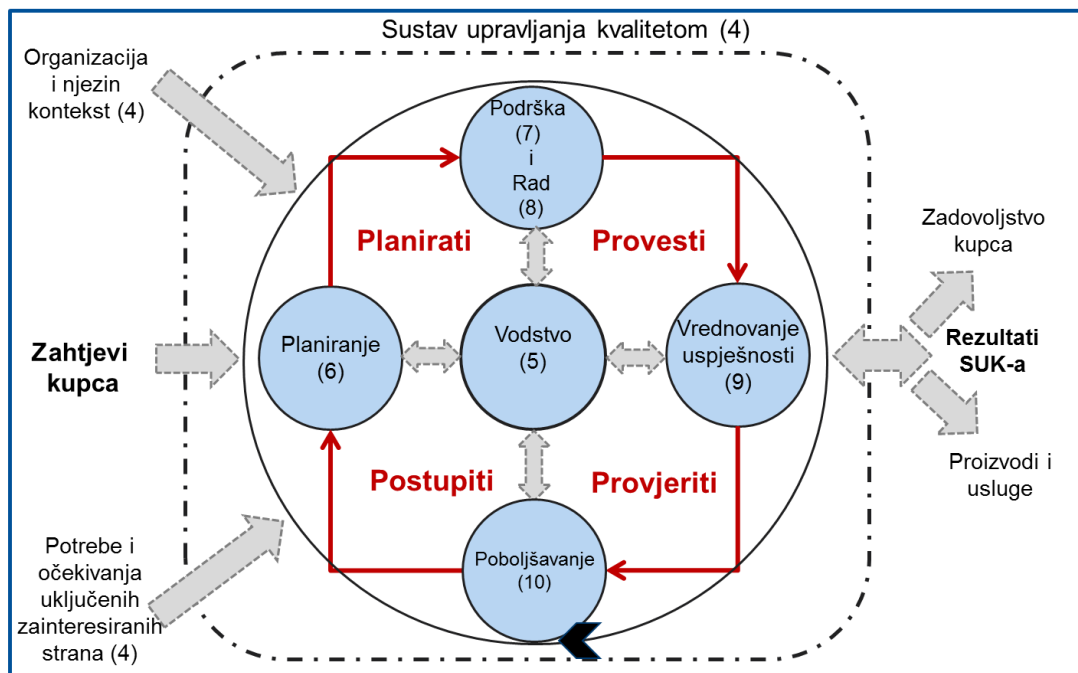 Sustav upravljanja kvalitetom (4)
Organizacija
i njezin
kontekst (4)
Podrška
(7)
i
Rad
(8)
Planirati
Provesti
Zadovoljstvo
kupca
Zahtjevi
kupca
Planiranje
(6)
Vodstvo
(5)
Vrednovanje
uspješnosti
(9)
Rezultati
SUK-a
Postupiti
Provjeriti
Proizvodi i
usluge
Potrebe i
očekivanja
uključenih
zainteresiranih
strana (4)
Poboljšavanje
(10)